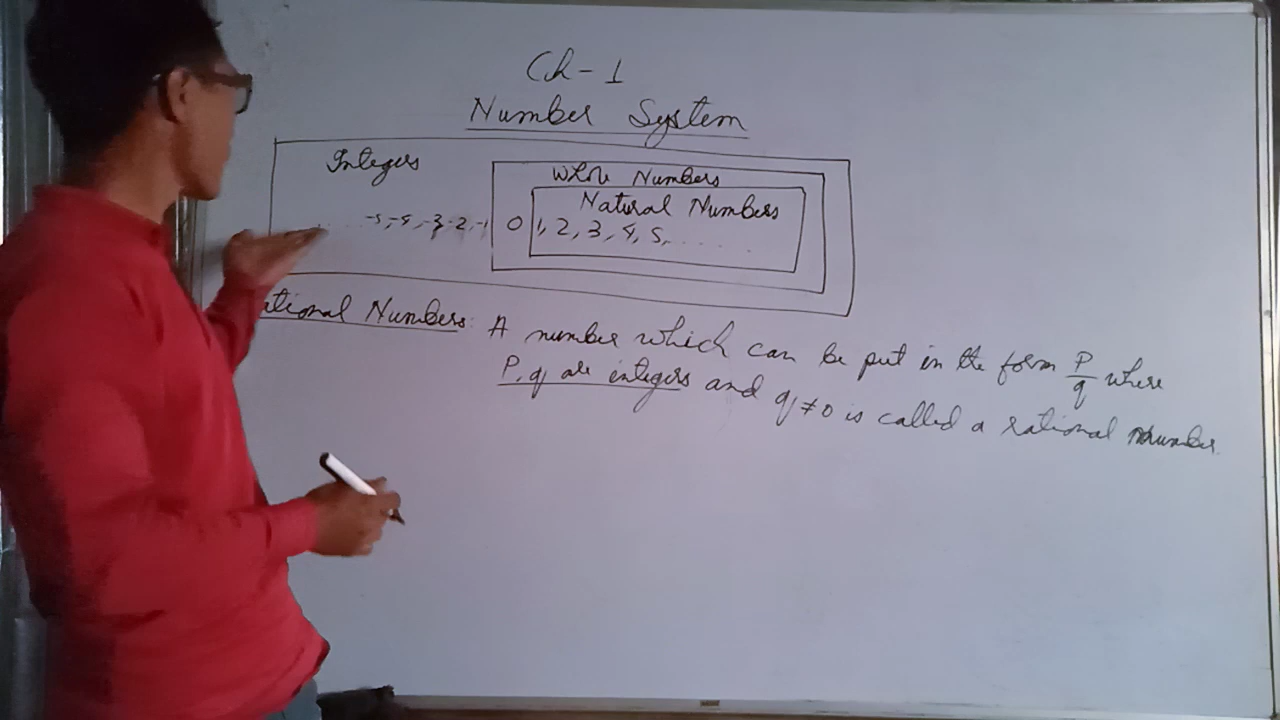 Ch-1
Number System
Integers
Whole Numbers
Natural Numbers
.... -5, -4, -3, -2, -1 0 1, 2, 3, 4, 5, ......
ational Numbers: A number which can be put in the form P/q where
P, q are integers and q ≠ 0 is called a rational number.